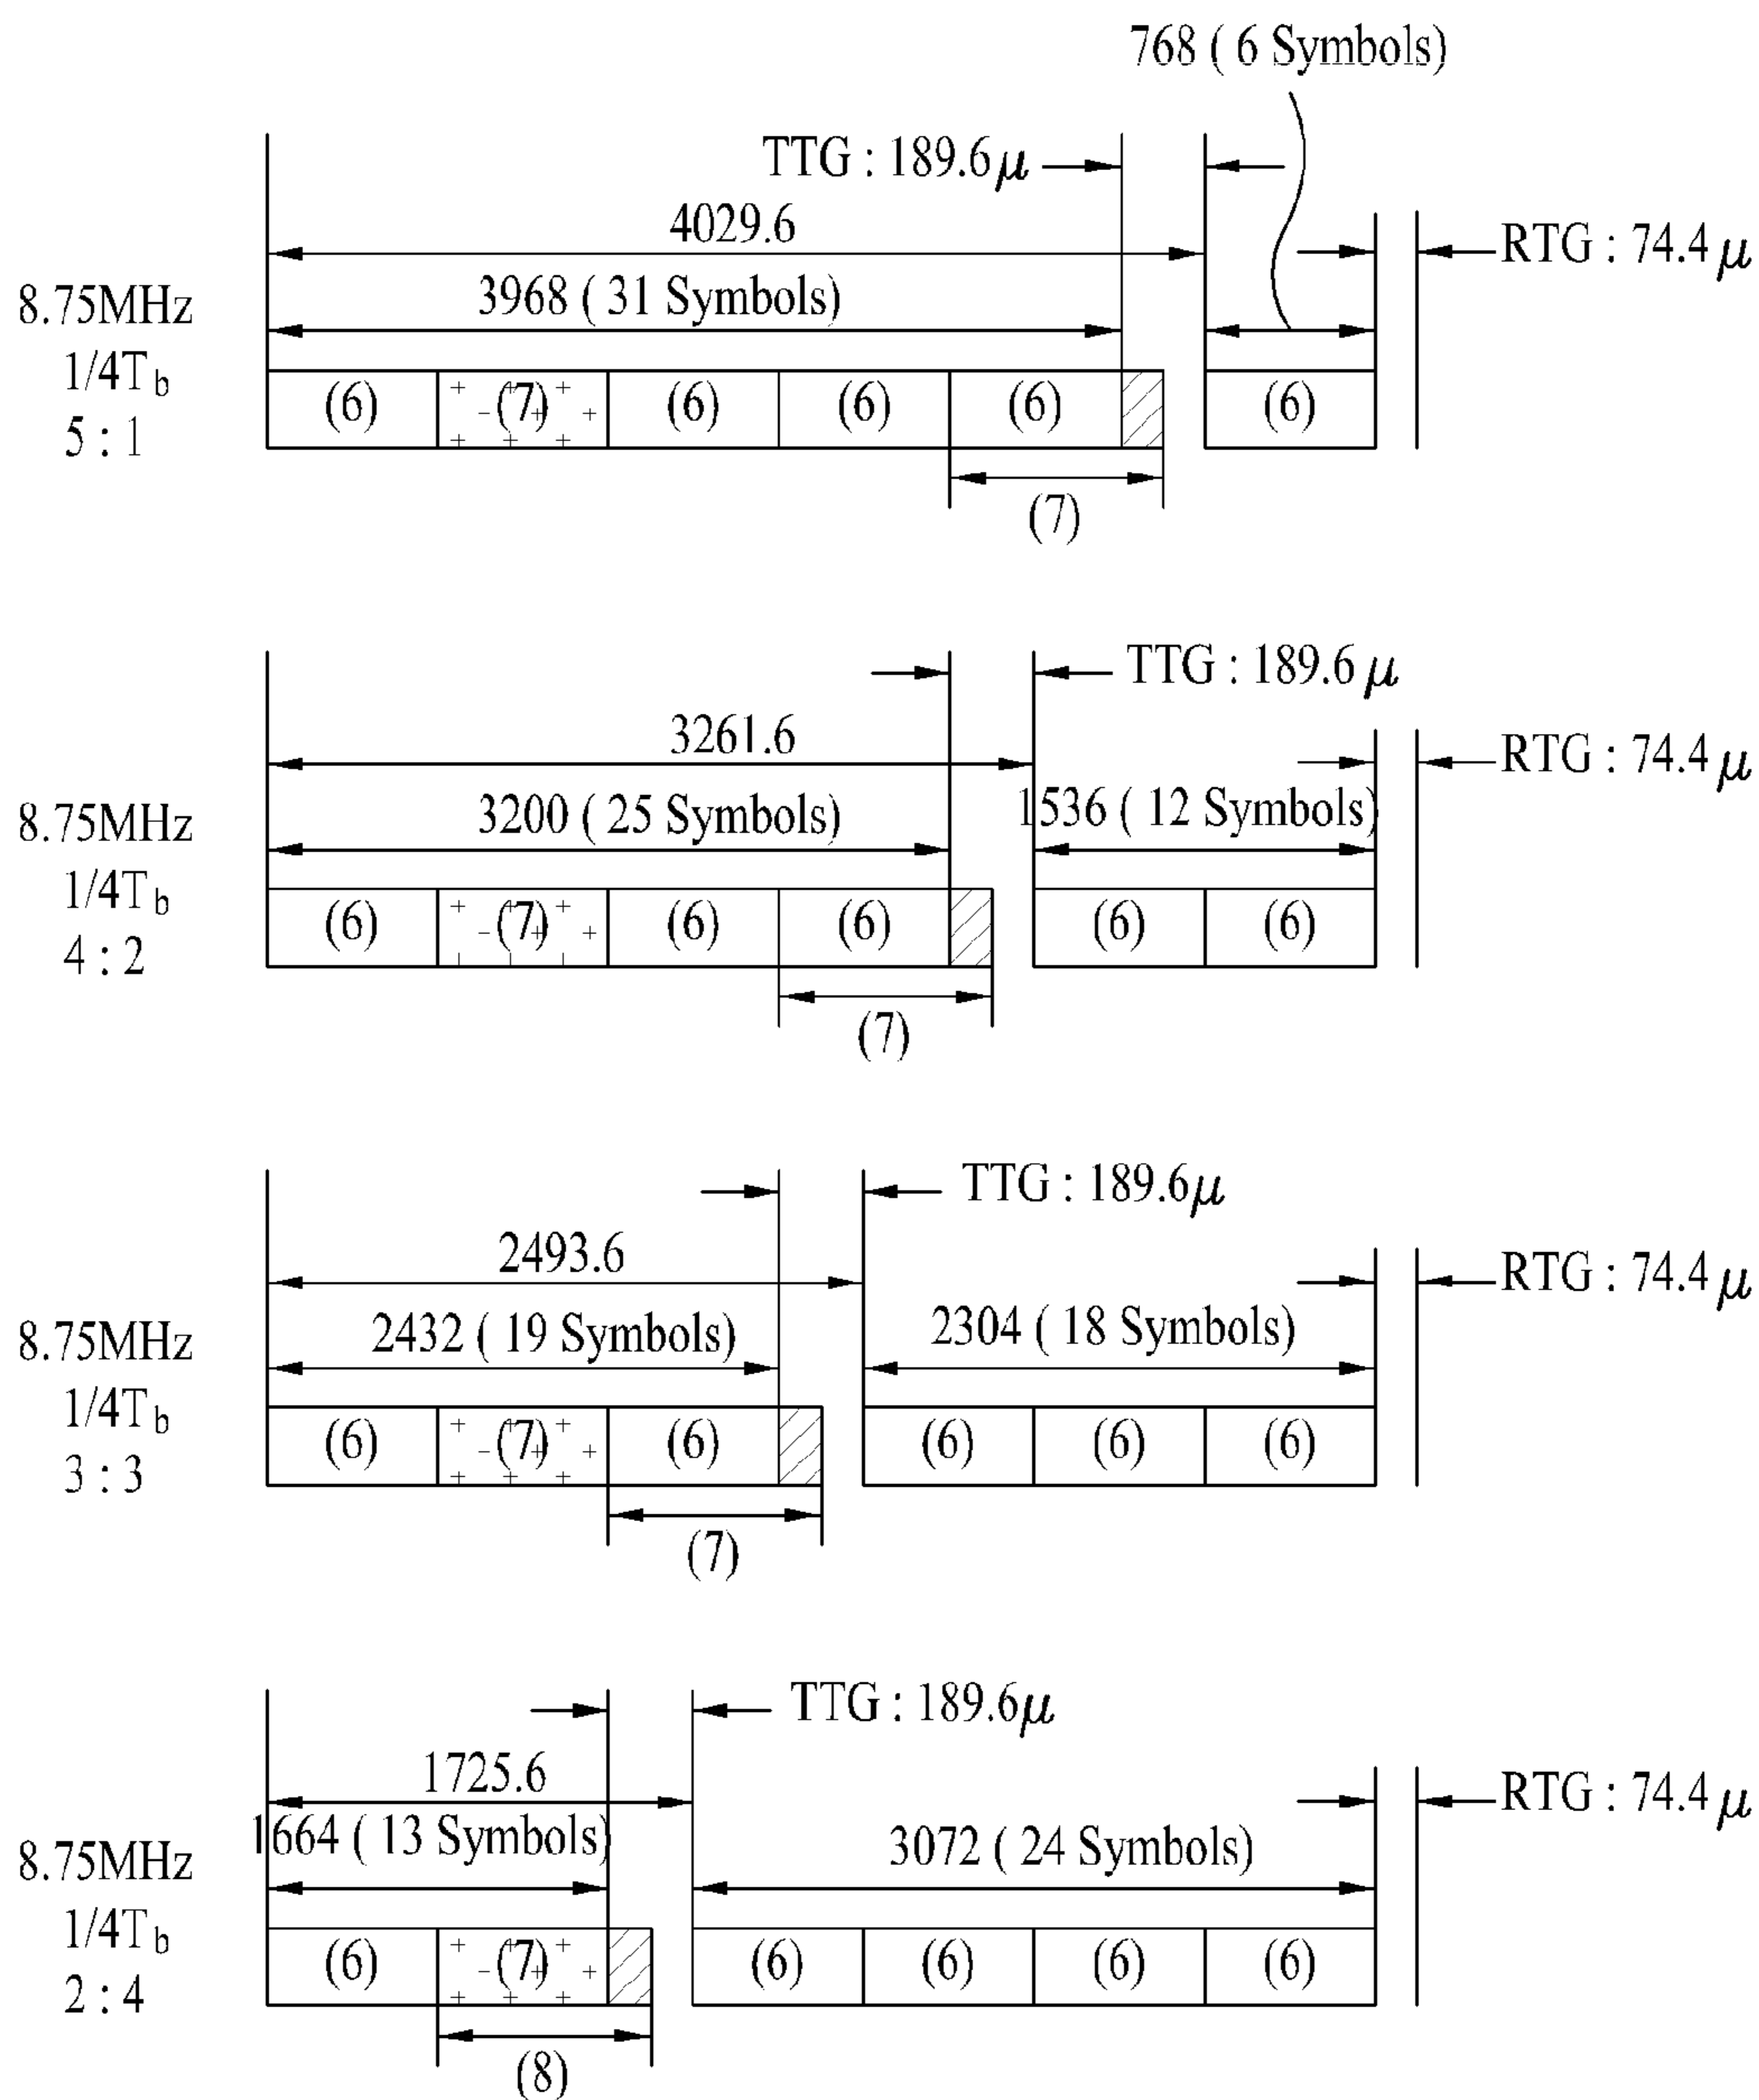 768 ( 6 Symbols)
TTG : 189.6μ
4029.6
RTG : 74.4 μ
3968 ( 31 Symbols)
8.75MHz
1/4Tb
5 : 1
(6) (7) (6) (6) (6) (6)
(7)
TTG : 189.6 μ
3261.6
RTG : 74.4 μ
3200 ( 25 Symbols)
1536 ( 12 Symbols)
8.75MHz
1/4Tb
4 : 2
(6) (7) (6) (6) (6) (6)
(7)
TTG : 189.6μ
2493.6
RTG : 74.4 μ
2432 ( 19 Symbols)
2304 ( 18 Symbols)
8.75MHz
1/4Tb
3 : 3
(6) (7) (6) (6) (6) (6)
(7)
TTG : 189.6μ
1725.6
RTG : 74.4 μ
1664 ( 13 Symbols)
3072 ( 24 Symbols)
8.75MHz
1/4Tb
2 : 4
(6) (7) (6) (6) (6) (6)
(8)